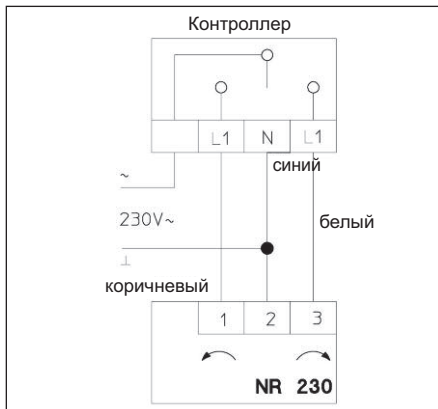 Контроллер
L1 N L1
синий
~
230V~
белый
⊥
коричневый
1 2 3
NR 230